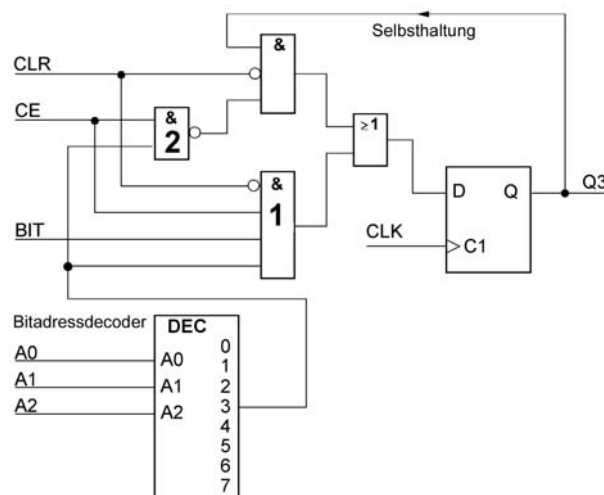 Selbsthaltung
&
CLR
CE
&
2
≥1
&
1
D Q
Q3
BIT
CLK
C1
Bitadressdecoder
DEC
A0
A1
A2
A0
A1
A2
0
1
2
3
4
5
6
7